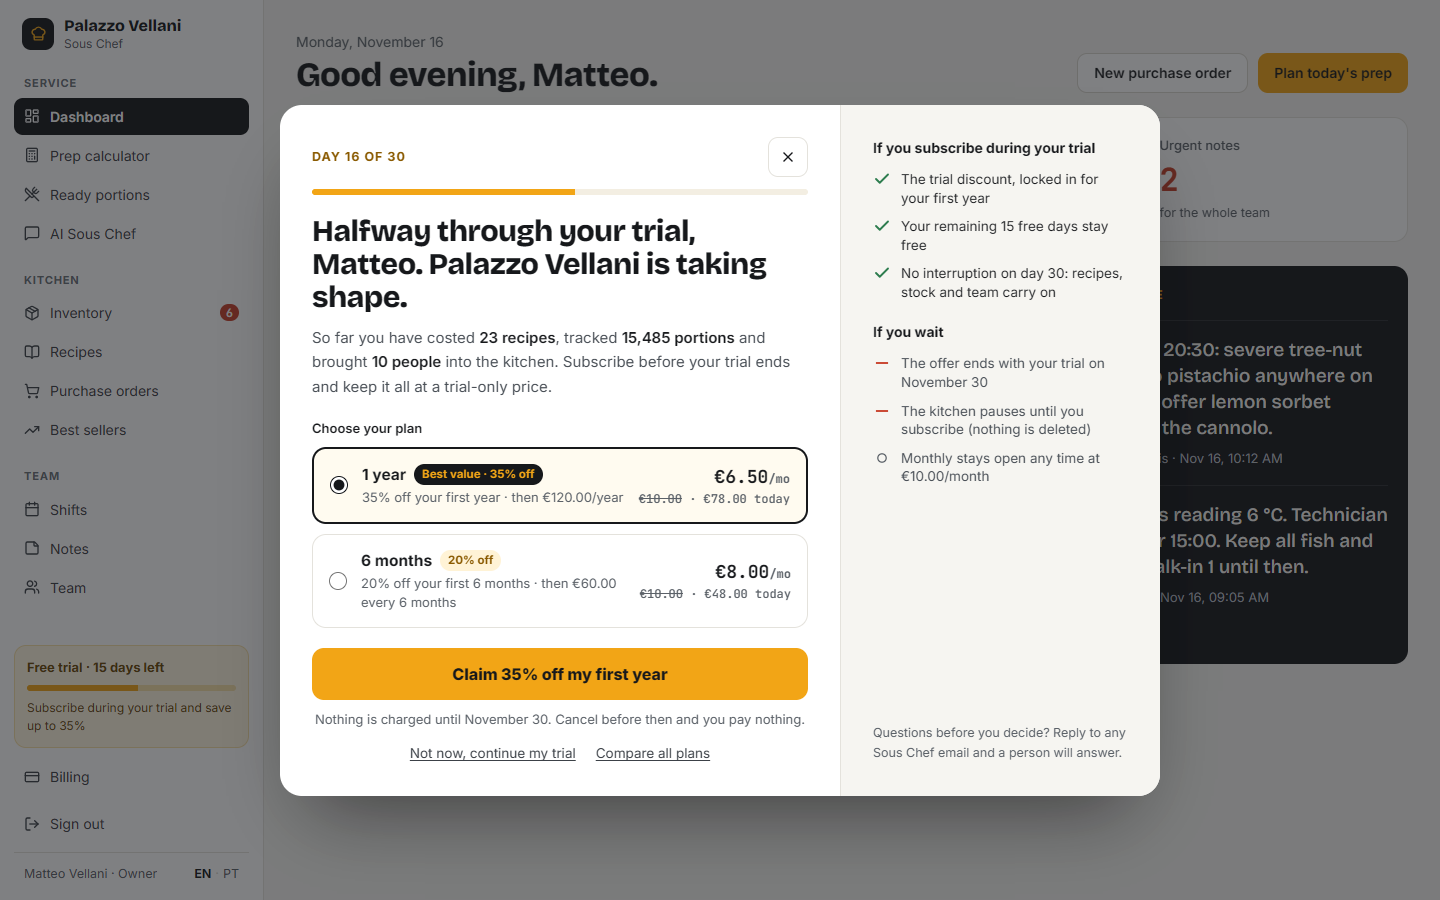 Palazzo Vellani
Sous Chef
SERVICE
Dashboard
Prep calculator
Ready portions
AI Sous Chef
KITCHEN
Inventory 6
Recipes
Purchase orders
Best sellers
TEAM
Shifts
Notes
Team
Free trial · 15 days left
Subscribe during your trial and save
up to 35%
Billing
Sign out
Matteo Vellani · Owner EN · PT
Monday, November 16
Good evening, Matteo.
New purchase order
Plan today's prep
DAY 16 OF 30
Halfway through your trial,
Matteo. Palazzo Vellani is taking
shape.
So far you have costed 23 recipes, tracked 15,485 portions and
brought 10 people into the kitchen. Subscribe before your trial ends
and keep it all at a trial-only price.
Choose your plan
1 year Best value · 35% off €6.50/mo
35% off your first year · then €120.00/year €10.00 · €78.00 today
6 months 20% off €8.00/mo
20% off your first 6 months · then €60.00
every 6 months
€10.00 · €48.00 today
Claim 35% off my first year
Nothing is charged until November 30. Cancel before then and you pay nothing.
Not now, continue my trial Compare all plans
If you subscribe during your trial
The trial discount, locked in for
your first year
Your remaining 15 free days stay
free
No interruption on day 30: recipes,
stock and team carry on
If you wait
The offer ends with your trial on
November 30
The kitchen pauses until you
subscribe (nothing is deleted)
Monthly stays open any time at
€10.00/month
Questions before you decide? Reply to any
Sous Chef email and a person will answer.
Urgent notes
2
for the whole team
20:30: severe tree-nut
pistachio anywhere on
offer lemon sorbet
the cannolo.
· Nov 16, 10:12 AM
reading 6 °C. Technician
15:00. Keep all fish and
1 until then.
Nov 16, 09:05 AM